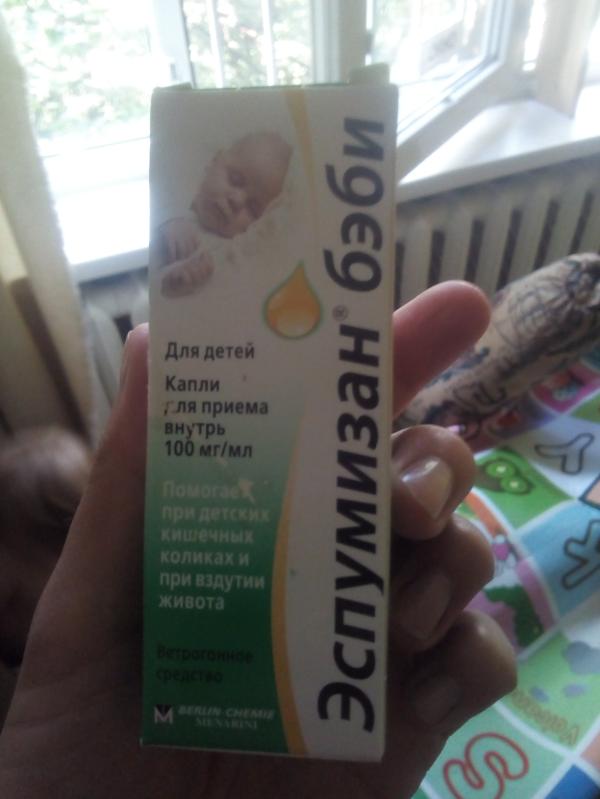 Эспумизан® бэби
Для детей
Капли
для приема
внутрь
100 мг/мл
Помогает
при детских
кишечных
коликах и
при вздутии
живота
Ветрогонное
средство
BERLIN-CHEMIE
MENARINI